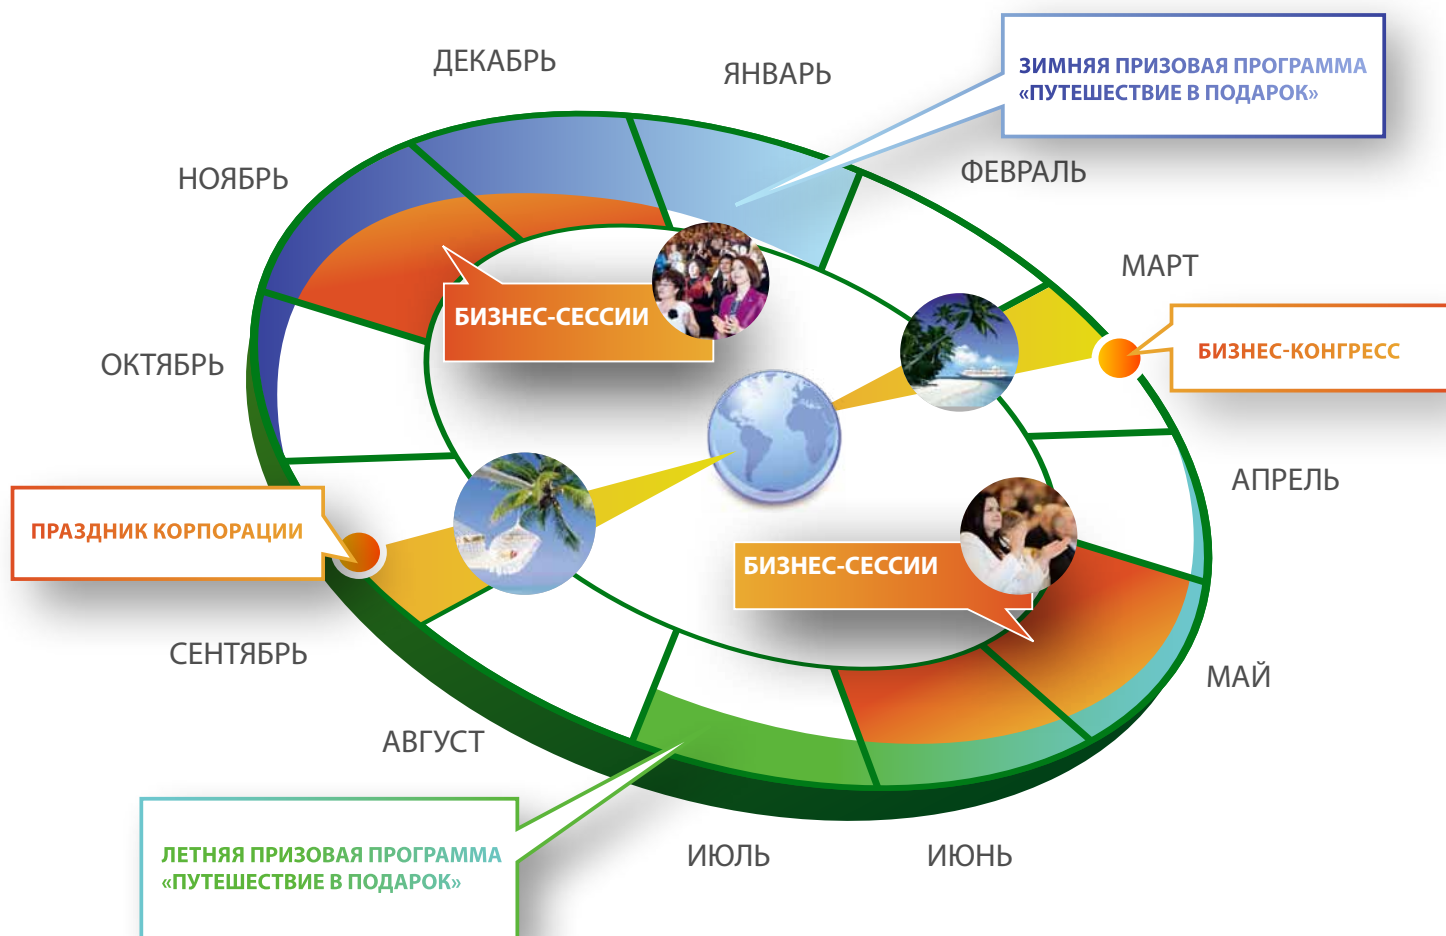 ДЕКАБРЬ
ЯНВАРЬ
ЗИМНЯЯ ПРИЗОВАЯ ПРОГРАММА
«ПУТЕШЕСТВИЕ В ПОДАРОК»
НОЯБРЬ
ФЕВРАЛЬ
МАРТ
БИЗНЕС-СЕССИИ
БИЗНЕС-КОНГРЕСС
ОКТЯБРЬ
АПРЕЛЬ
ПРАЗДНИК КОРПОРАЦИИ
БИЗНЕС-СЕССИИ
СЕНТЯБРЬ
МАЙ
АВГУСТ
ИЮЛЬ
ИЮНЬ
ЛЕТНЯЯ ПРИЗОВАЯ ПРОГРАММА
«ПУТЕШЕСТВИЕ В ПОДАРОК»